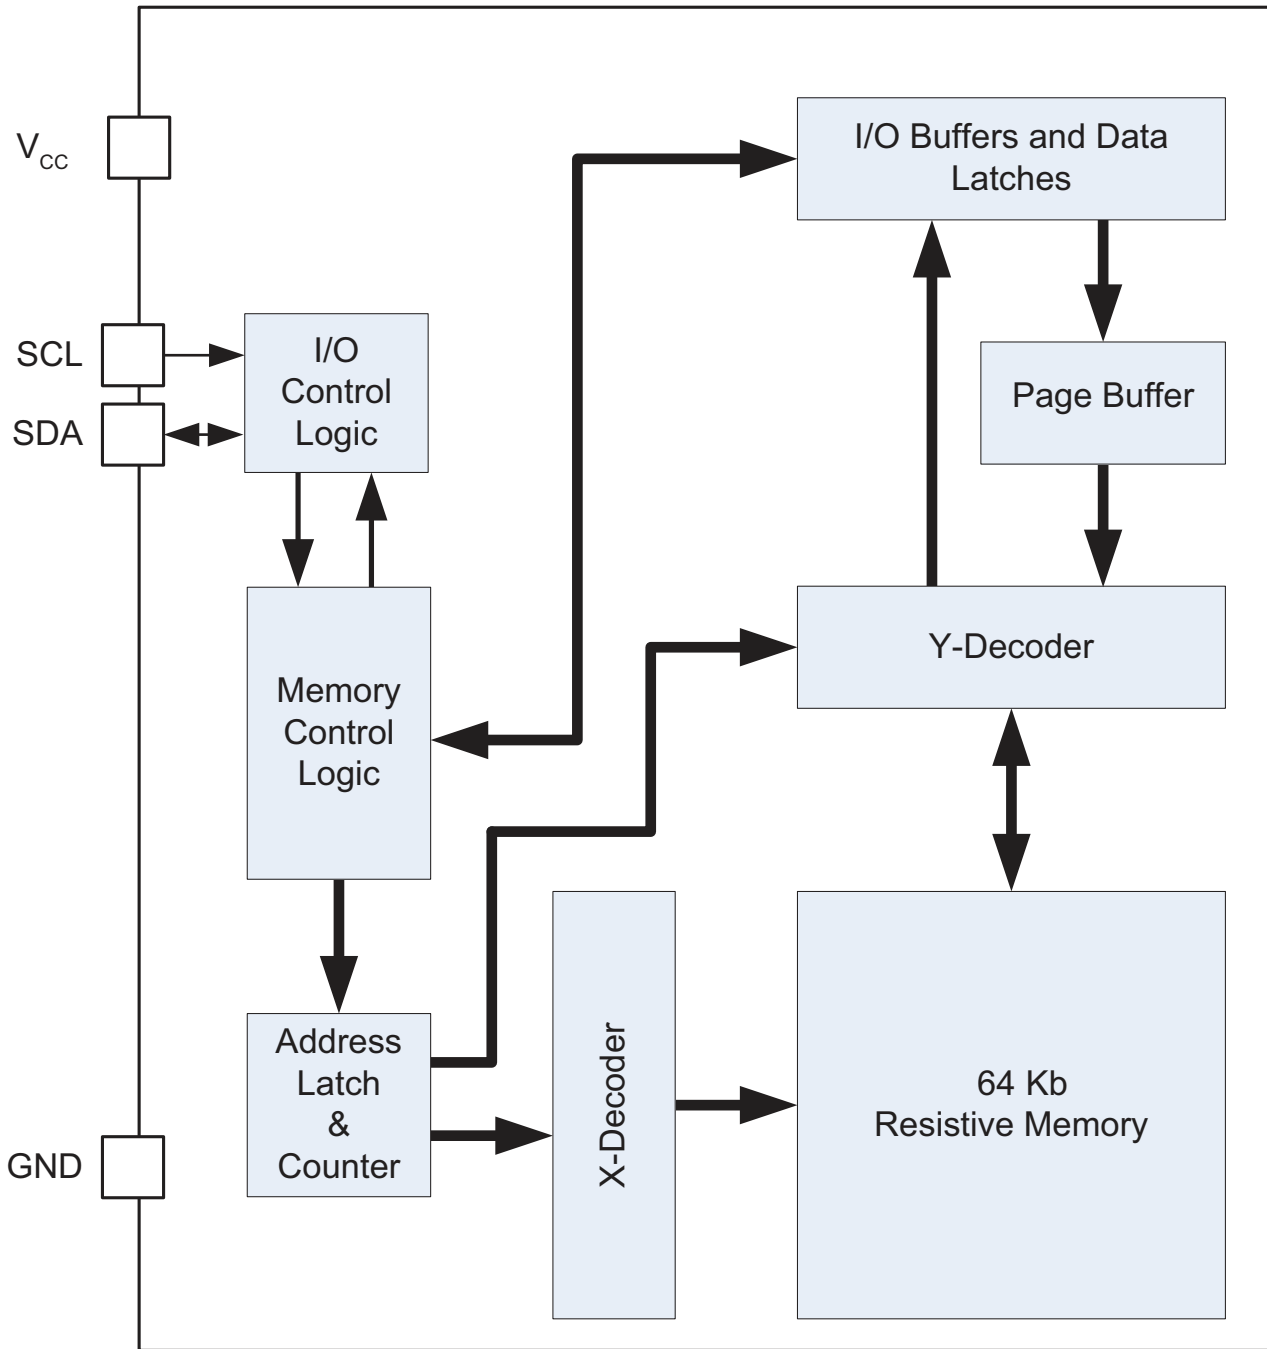 V_CC
I/O Buffers and Data
Latches
SCL
I/O
Control
Logic
SDA
Page Buffer
Y-Decoder
Memory
Control
Logic
Address
Latch
&
Counter
X-Decoder
64 Kb
Resistive Memory
GND